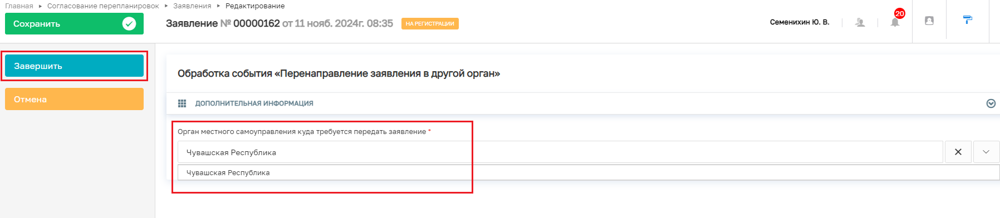 Главная ▸ Согласование перепланировок ▸ Заявления ▸ Редактирование
Сохранить
Заявление № 00000162 от 11 нояб. 2024г. 08:35
НА РЕГИСТРАЦИИ
Семенихин Ю. В.
20
Завершить
Отмена
Обработка события «Перенаправление заявления в другой орган»
ДОПОЛНИТЕЛЬНАЯ ИНФОРМАЦИЯ
Орган местного самоуправления куда требуется передать заявление *
Чувашская Республика
Чувашская Республика